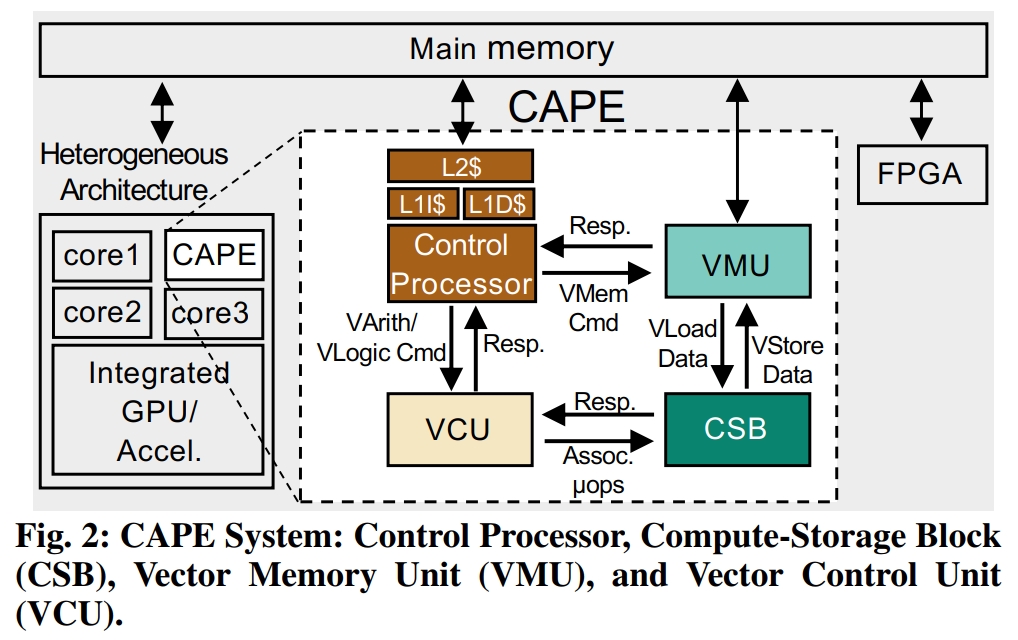 Main memory
CAPE
Heterogeneous
Architecture
core1
CAPE
core2
core3
Integrated
GPU/
Accel.
L2$
L1I$
L1D$
Control
Processor
Resp.
VMem
Cmd
VMU
FPGA
VArith/
VLogic Cmd
Resp.
VLoad
Data
VStore
Data
VCU
Resp.
Assoc.
µops
CSB
Fig. 2: CAPE System: Control Processor, Compute-Storage Block
(CSB), Vector Memory Unit (VMU), and Vector Control Unit
(VCU).